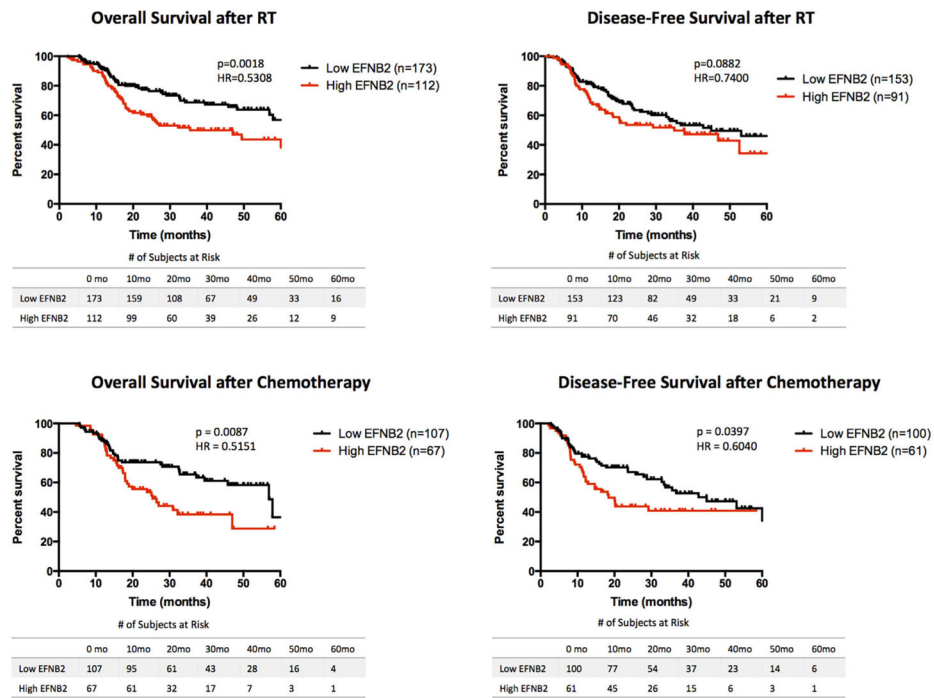 Overall Survival after RT
Percent survival
100
80
60
40
20
0
p=0.0018
HR=0.5308
Low EFNB2 (n=173)
High EFNB2 (n=112)
0 10 20 30 40 50 60
Time (months)
# of Subjects at Risk
0 mo 10mo 20mo 30mo 40mo 50mo 60mo
Low EFNB2 173 159 108 67 49 33 16
High EFNB2 112 99 60 39 26 12 9
Disease-Free Survival after RT
Percent survival
100
80
60
40
20
0
p=0.0882
HR=0.7400
Low EFNB2 (n=153)
High EFNB2 (n=91)
0 10 20 30 40 50 60
Time (months)
# of Subjects at Risk
0 mo 10mo 20mo 30mo 40mo 50mo 60mo
Low EFNB2 153 123 82 49 33 21 9
High EFNB2 91 70 46 32 18 6 2
Overall Survival after Chemotherapy
Percent survival
100
80
60
40
20
0
p = 0.0087
HR = 0.5151
Low EFNB2 (n=107)
High EFNB2 (n=67)
0 10 20 30 40 50 60
Time (months)
# of Subjects at Risk
0 mo 10mo 20mo 30mo 40mo 50mo 60mo
Low EFNB2 107 95 61 43 28 16 4
High EFNB2 67 61 32 17 7 3 1
Disease-Free Survival after Chemotherapy
Percent survival
100
80
60
40
20
0
p = 0.0397
HR = 0.6040
Low EFNB2 (n=100)
High EFNB2 (n=61)
0 10 20 30 40 50 60
Time (months)
# of Subjects at Risk
0 mo 10mo 20mo 30mo 40mo 50mo 60mo
Low EFNB2 100 77 54 37 23 14 6
High EFNB2 61 45 26 15 6 3 1